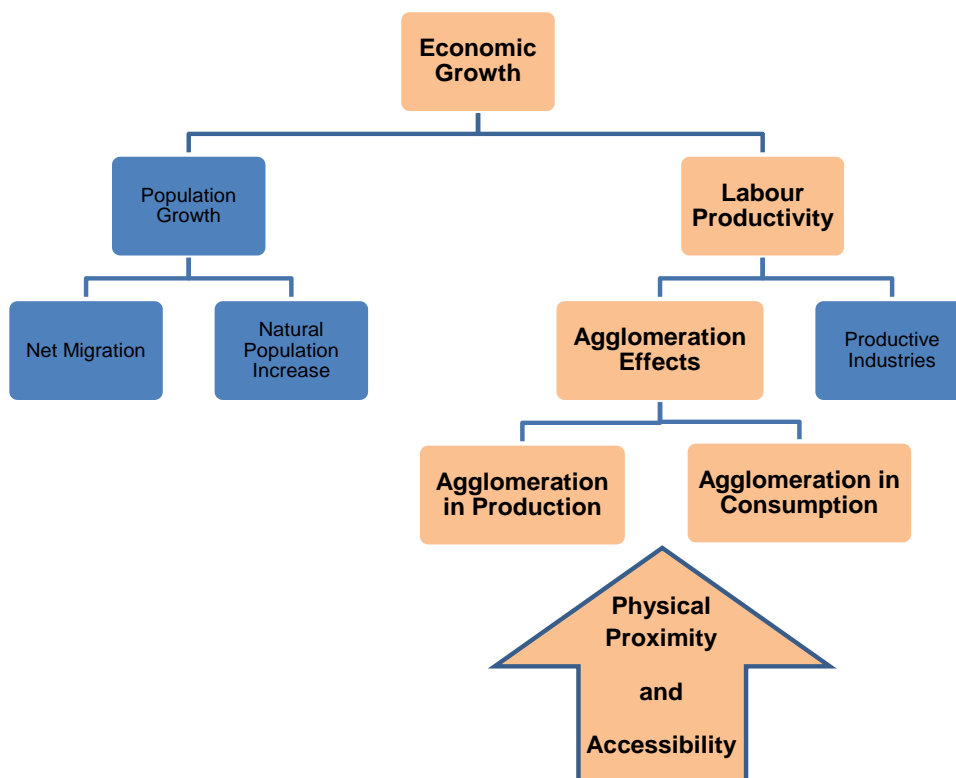 Economic
Growth
Population
Growth
Labour
Productivity
Net Migration
Natural
Population
Increase
Agglomeration
Effects
Productive
Industries
Agglomeration
in Production
Agglomeration in
Consumption
Physical
Proximity
and
Accessibility